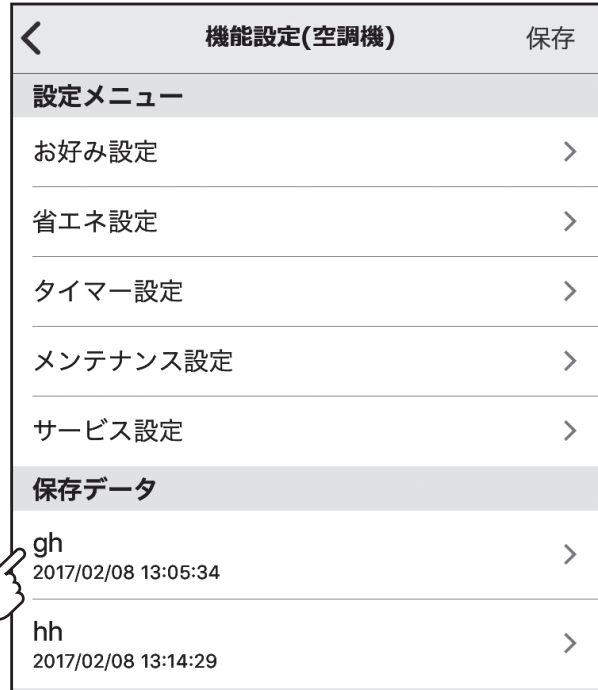 機能設定(空調機) 保存
設定メニュー
お好み設定
省エネ設定
タイマー設定
メンテナンス設定
サービス設定
保存データ
gh
2017/02/08 13:05:34
hh
2017/02/08 13:14:29